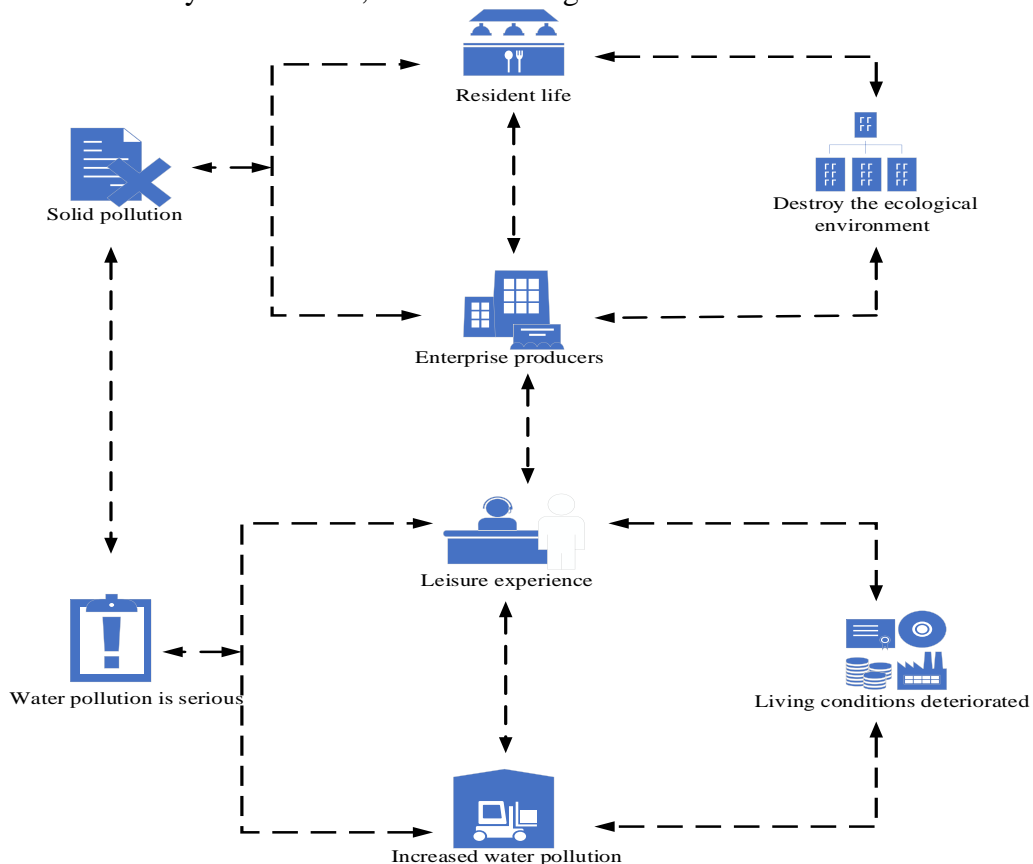 Resident life
Solid pollution
Destroy the ecological
environment
Enterprise producers
Leisure experience
Water pollution is serious
Living conditions deteriorated
Increased water pollution